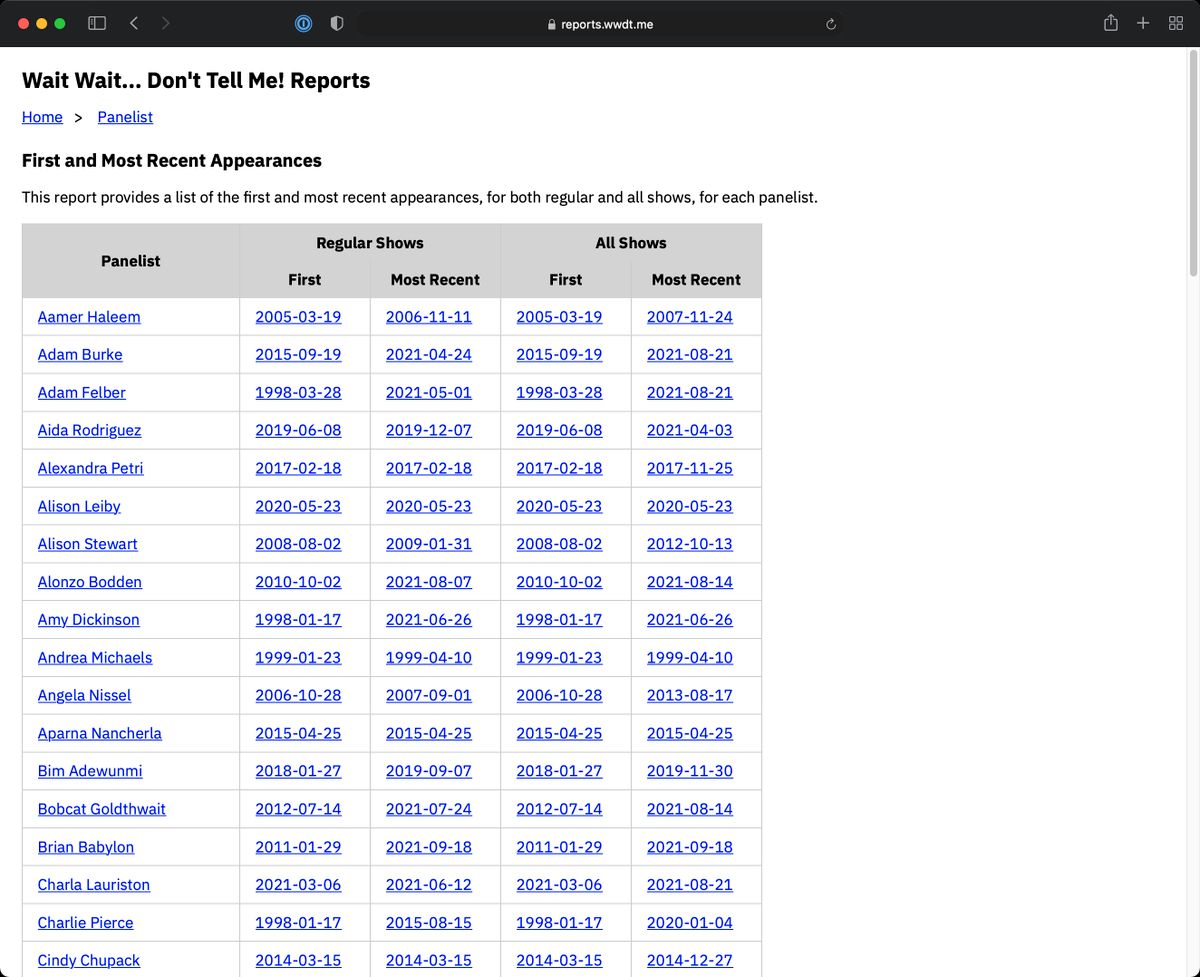 reports.wwdt.me
Wait Wait... Don't Tell Me! Reports
Home > Panelist
First and Most Recent Appearances
This report provides a list of the first and most recent appearances, for both regular and all shows, for each panelist.
Panelist Regular Shows All Shows
First Most Recent First Most Recent
Aamer Haleem 2005-03-19 2006-11-11 2005-03-19 2007-11-24
Adam Burke 2015-09-19 2021-04-24 2015-09-19 2021-08-21
Adam Felber 1998-03-28 2021-05-01 1998-03-28 2021-08-21
Aida Rodriguez 2019-06-08 2019-12-07 2019-06-08 2021-04-03
Alexandra Petri 2017-02-18 2017-02-18 2017-02-18 2017-11-25
Alison Leiby 2020-05-23 2020-05-23 2020-05-23 2020-05-23
Alison Stewart 2008-08-02 2009-01-31 2008-08-02 2012-10-13
Alonzo Bodden 2010-10-02 2021-08-07 2010-10-02 2021-08-14
Amy Dickinson 1998-01-17 2021-06-26 1998-01-17 2021-06-26
Andrea Michaels 1999-01-23 1999-04-10 1999-01-23 1999-04-10
Angela Nissel 2006-10-28 2007-09-01 2006-10-28 2013-08-17
Aparna Nancherla 2015-04-25 2015-04-25 2015-04-25 2015-04-25
Bim Adewunmi 2018-01-27 2019-09-07 2018-01-27 2019-11-30
Bobcat Goldthwait 2012-07-14 2021-07-24 2012-07-14 2021-08-14
Brian Babylon 2011-01-29 2021-09-18 2011-01-29 2021-09-18
Charla Lauriston 2021-03-06 2021-06-12 2021-03-06 2021-08-21
Charlie Pierce 1998-01-17 2015-08-15 1998-01-17 2020-01-04
Cindy Chupack 2014-03-15 2014-03-15 2014-03-15 2014-12-27